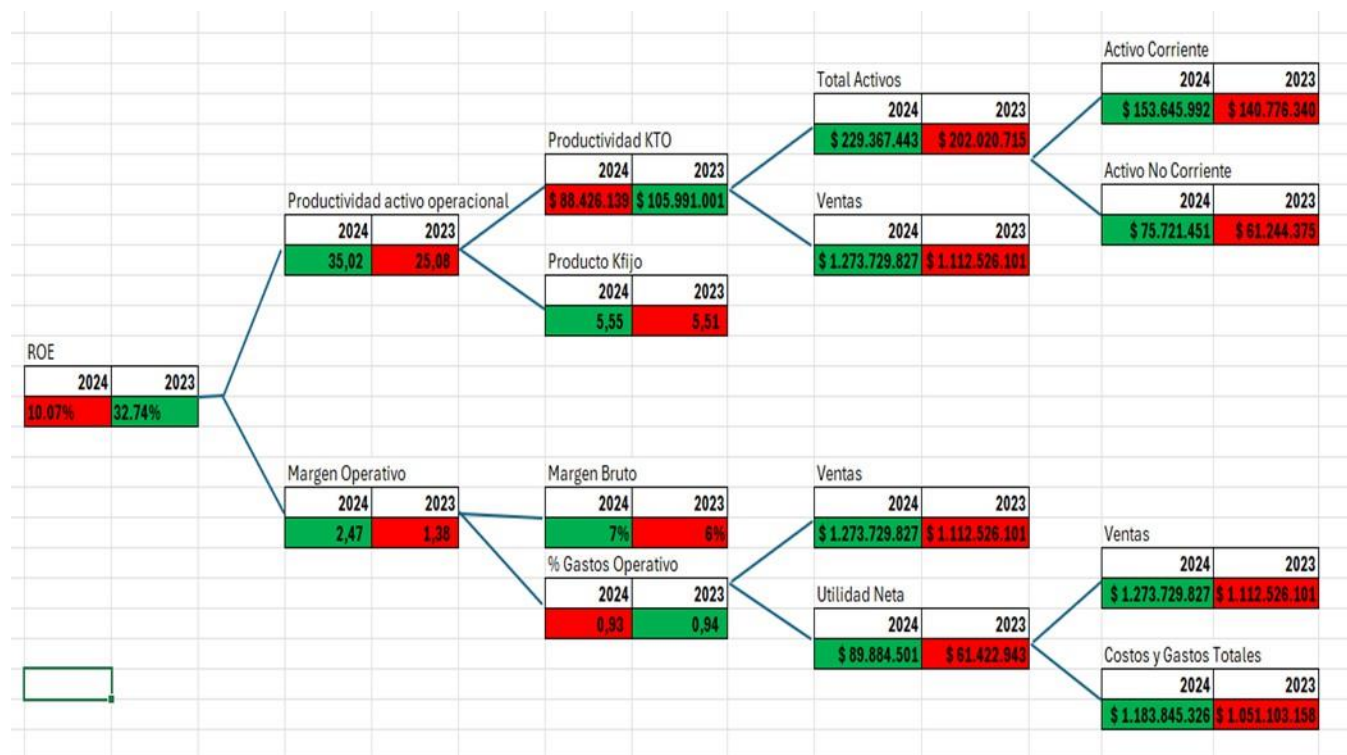 Activo Corriente
2024 2023
$ 153.645.992 $ 140.776.340
Total Activos
2024 2023
$ 229.367.443 $ 202.020.715
Activo No Corriente
2024 2023
$ 75.721.451 $ 61.244.375
Productividad KTO
2024 2023
$ 88.426.139 $ 105.991.001
Ventas
2024 2023
$ 1.273.729.827 $ 1.112.526.101
Productividad activo operacional
2024 2023
35,02 25,08
Producto Kfijo
2024 2023
5,55 5,51
ROE
2024 2023
10.07% 32.74%
Margen Operativo
2024 2023
2,47 1,38
Margen Bruto
2024 2023
7% 6%
% Gastos Operativo
2024 2023
0,93 0,94
Ventas
2024 2023
$ 1.273.729.827 $ 1.112.526.101
Utilidad Neta
2024 2023
$ 89.884.501 $ 61.422.943
Ventas
2024 2023
$ 1.273.729.827 $ 1.112.526.101
Costos y Gastos Totales
2024 2023
$ 1.183.845.326 $ 1.051.103.158